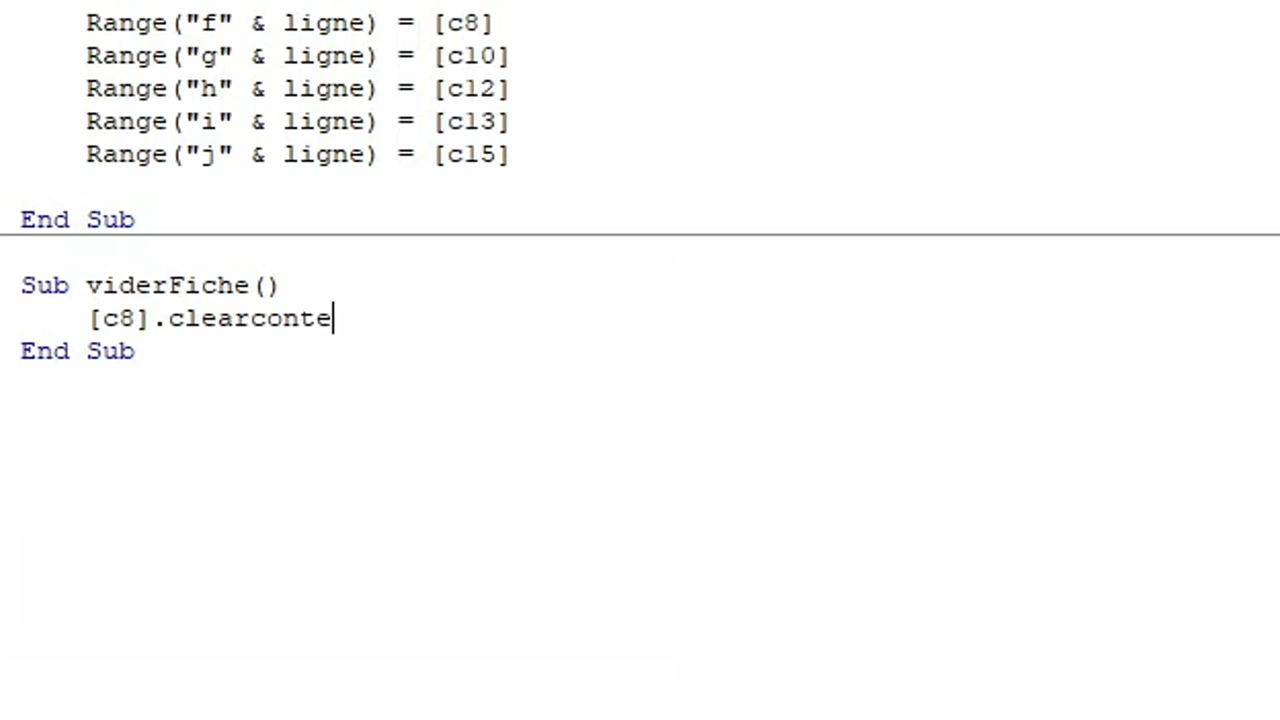 Range("f" & ligne) = [c8]
Range("g" & ligne) = [c10]
Range("h" & ligne) = [c12]
Range("i" & ligne) = [c13]
Range("j" & ligne) = [c15]
End Sub
Sub viderFiche()
[c8].clearconte
End Sub